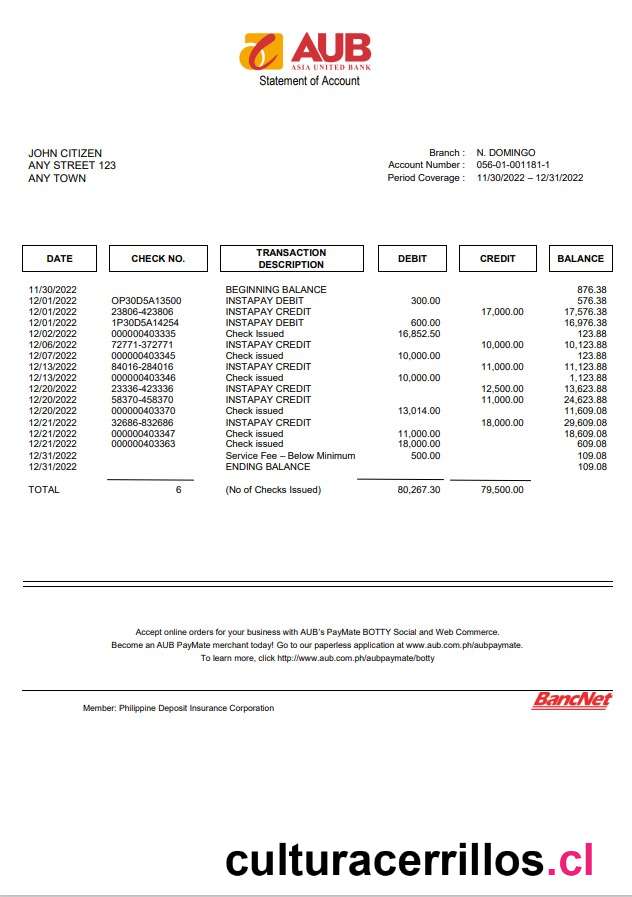 AUB
ASIA UNITED BANK
Statement of Account
JOHN CITIZEN
ANY STREET 123
ANY TOWN
Branch : N. DOMINGO
Account Number : 056-01-001181-1
Period Coverage : 11/30/2022 – 12/31/2022
DATE CHECK NO. TRANSACTION DESCRIPTION DEBIT CREDIT BALANCE
11/30/2022 BEGINNING BALANCE 876.38
12/01/2022 OP30D5A13500 INSTAPAY DEBIT 300.00 576.38
12/01/2022 23806-423806 INSTAPAY CREDIT 17,000.00 17,576.38
12/01/2022 1P30D5A14254 INSTAPAY DEBIT 600.00 16,976.38
12/02/2022 000000403335 Check Issued 16,852.50 123.88
12/06/2022 72771-372771 INSTAPAY CREDIT 10,000.00 10,123.88
12/07/2022 000000403345 Check issued 10,000.00 123.88
12/13/2022 84016-284016 INSTAPAY CREDIT 11,000.00 11,123.88
12/13/2022 000000403346 Check issued 10,000.00 1,123.88
12/20/2022 23336-423336 INSTAPAY CREDIT 12,500.00 13,623.88
12/20/2022 58370-458370 INSTAPAY CREDIT 11,000.00 24,623.88
12/20/2022 000000403370 Check issued 13,014.00 11,609.08
12/21/2022 32686-832686 INSTAPAY CREDIT 18,000.00 29,609.08
12/21/2022 000000403347 Check issued 11,000.00 18,609.08
12/21/2022 000000403363 Check issued 18,000.00 609.08
12/31/2022 Service Fee – Below Minimum 500.00 109.08
12/31/2022 ENDING BALANCE 109.08
TOTAL 6 (No of Checks Issued) 80,267.30 79,500.00
Accept online orders for your business with AUB's PayMate BOTTY Social and Web Commerce.
Become an AUB PayMate merchant today! Go to our paperless application at www.aub.com.ph/aubpaymate.
To learn more, click http://www.aub.com.ph/aubpaymate/botty
BancNet
Member: Philippine Deposit Insurance Corporation
culturacerrillos.cl